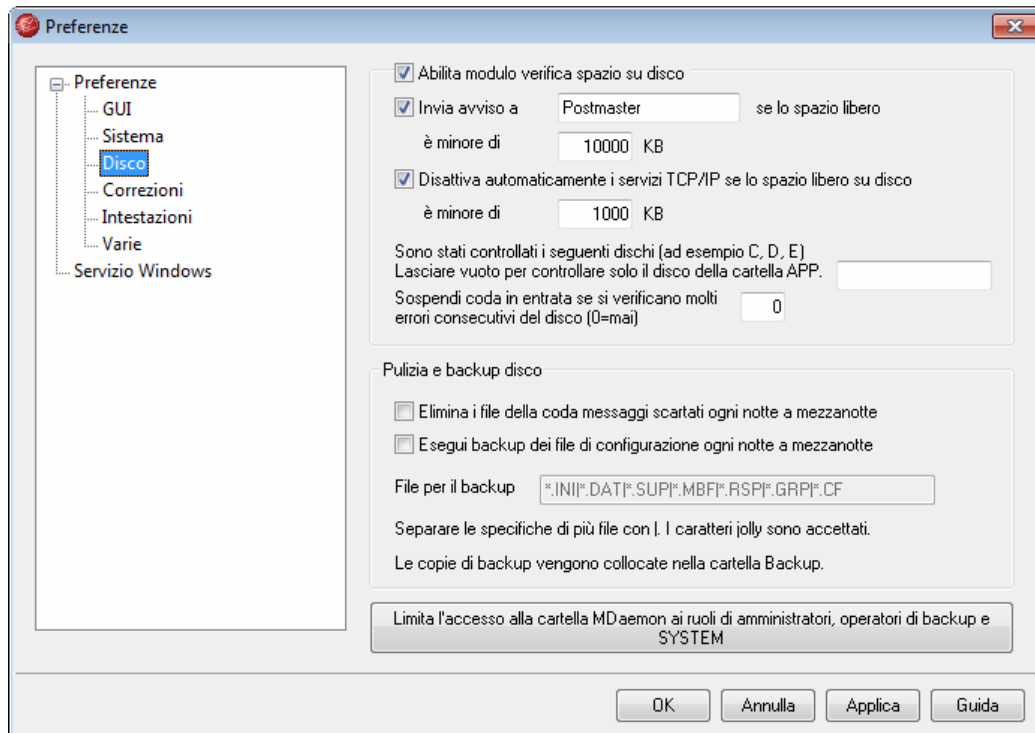 Preferenze
Preferenze
GUI
Sistema
Disco
Correzioni
Intestazioni
Varie
Servizio Windows
Abilita modulo verifica spazio su disco
Invia avviso a Postmaster se lo spazio libero
è minore di 10000 KB
Disattiva automaticamente i servizi TCP/IP se lo spazio libero su disco
è minore di 1000 KB
Sono stati controllati i seguenti dischi (ad esempio C, D, E)
Lasciare vuoto per controllare solo il disco della cartella APP.
Sospendi coda in entrata se si verificano molti
errori consecutivi del disco (0=mai) 0
Pulizia e backup disco
Elimina i file della coda messaggi scartati ogni notte a mezzanotte
Esegui backup dei file di configurazione ogni notte a mezzanotte
File per il backup *.INI|*.DAT|*.SUP|*.MBF|*.RSP|*.GRP|*.CF
Separare le specifiche di più file con |. I caratteri jolly sono accettati.
Le copie di backup vengono collocate nella cartella Backup.
Limita l'accesso alla cartella MDaemon ai ruoli di amministratori, operatori di backup e
SYSTEM
OK Annulla Applica Guida